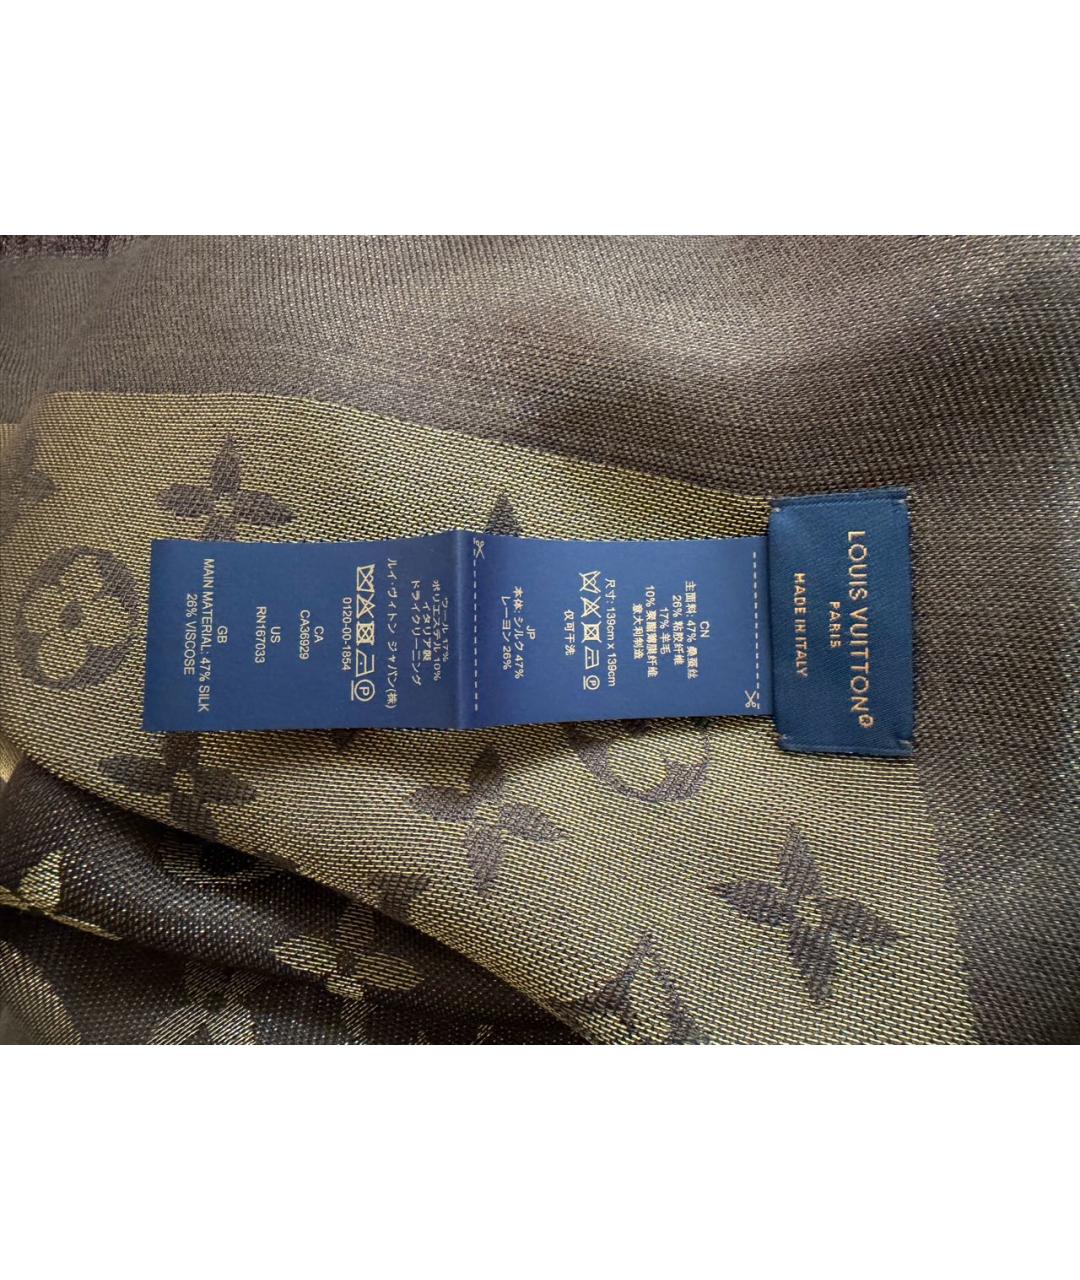 LOUIS VUITTON
PARIS
MADE IN ITALY
CN
主面料: 47% 桑蚕丝
26% 粘胶纤维
17% 羊毛
10% 聚酯薄膜纤维
意大利制造
尺寸: 139cm x 139cm
仅可干洗
JP
本体: シルク 47%
レーヨン 26%
ウール 17%
ポリエステル 10%
イタリア製
ドライクリーニング
ルイ・ヴィトン ジャパン(株)
0120-00-1854
CA
CA36929
US
RN167033
GB
MAIN MATERIAL: 47% SILK
26% VISCOSE